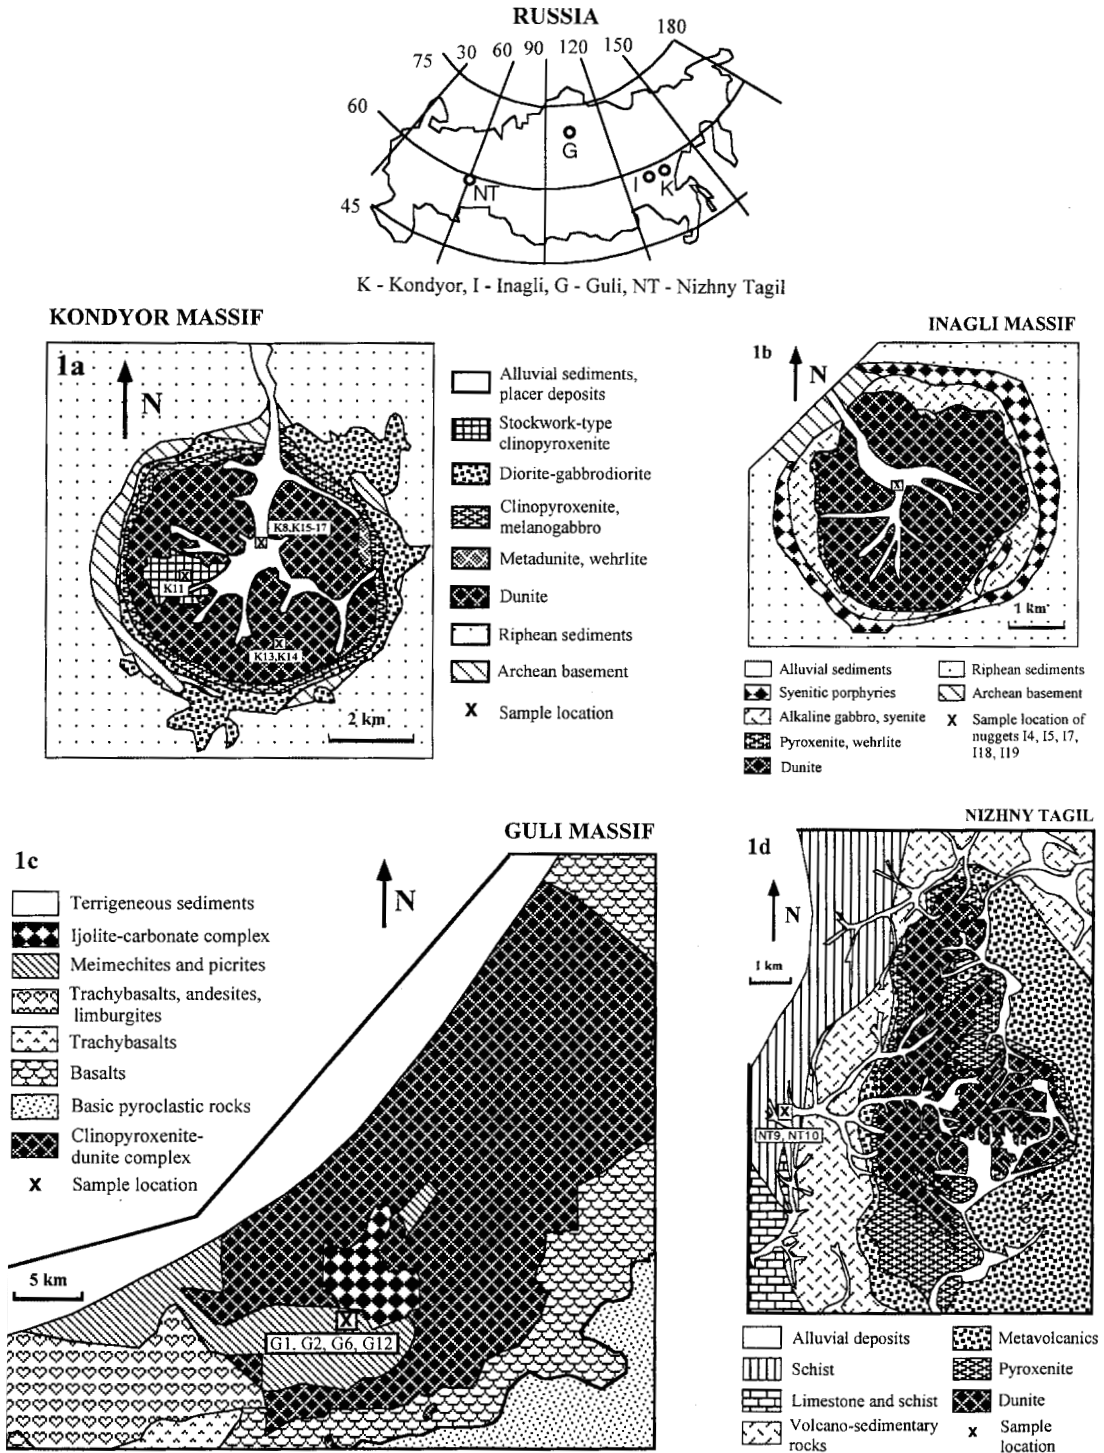 RUSSIA
75
30
60
90
120
150
180
60
45
G
NT
I
K
K - Kondyor, I - Inagli, G - Guli, NT - Nizhny Tagil
KONDYOR MASSIF
1a
N
K8,K15-17
K11
K13,K14
2 km
Alluvial sediments,
placer deposits
Stockwork-type
clinopyroxenite
Diorite-gabbrodiorite
Clinopyroxenite,
melanogabbro
Metadunite, wehrlite
Dunite
Riphean sediments
Archean basement
X Sample location
INAGLI MASSIF
1b
N
X
1 km
Alluvial sediments
Syenitic porphyries
Alkaline gabbro, syenite
Pyroxenite, wehrlite
Dunite
Riphean sediments
Archean basement
X Sample location of
nuggets I4, I5, I7,
I18, I19
GULI MASSIF
1c
N
Terrigeneous sediments
Ijolite-carbonate complex
Meimechites and picrites
Trachybasalts, andesites,
limburgites
Trachybasalts
Basalts
Basic pyroclastic rocks
Clinopyroxenite-
dunite complex
X Sample location
5 km
X
G1, G2, G6, G12
NIZHNY TAGIL
1d
N
1 km
X
NT9, NT10
Alluvial deposits
Schist
Limestone and schist
Volcano-sedimentary
rocks
Metavolcanics
Pyroxenite
Dunite
X Sample
location